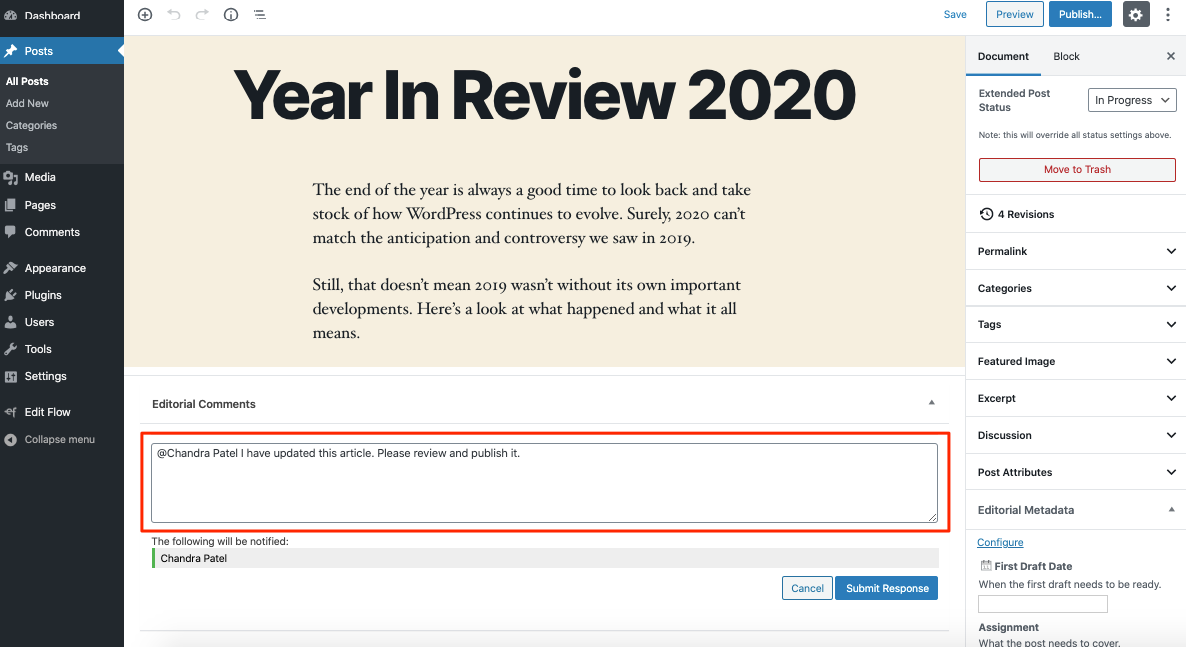 Dashboard
Posts
All Posts
Add New
Categories
Tags
Media
Pages
Comments
Appearance
Plugins
Users
Tools
Settings
Edit Flow
Collapse menu
Save
Preview
Publish...
Year In Review 2020
The end of the year is always a good time to look back and take
stock of how WordPress continues to evolve. Surely, 2020 can’t
match the anticipation and controversy we saw in 2019.
Still, that doesn’t mean 2019 wasn’t without its own important
developments. Here’s a look at what happened and what it all
means.
Editorial Comments
@Chandra Patel I have updated this article. Please review and publish it.
The following will be notified:
Chandra Patel
Cancel
Submit Response
Document
Block
Extended Post
Status
In Progress
Note: this will override all status settings above.
Move to Trash
4 Revisions
Permalink
Categories
Tags
Featured Image
Excerpt
Discussion
Post Attributes
Editorial Metadata
Configure
First Draft Date
When the first draft needs to be ready.
Assignment
What the post needs to cover.